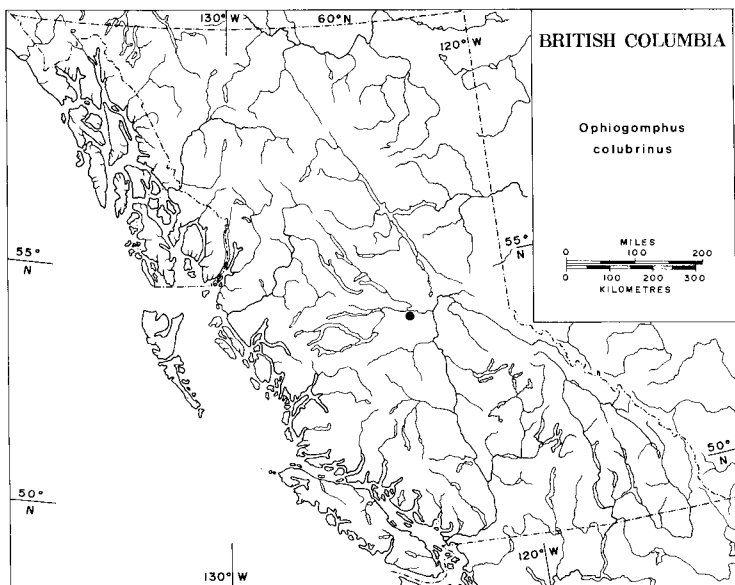 130° W
60° N
120° W
BRITISH COLUMBIA
Ophiogomphus
colubrinus
55°
N
55°
N
MILES
0 100 200
0 100 200 300
KILOMETRES
50°
N
50°
N
130° W
120° W